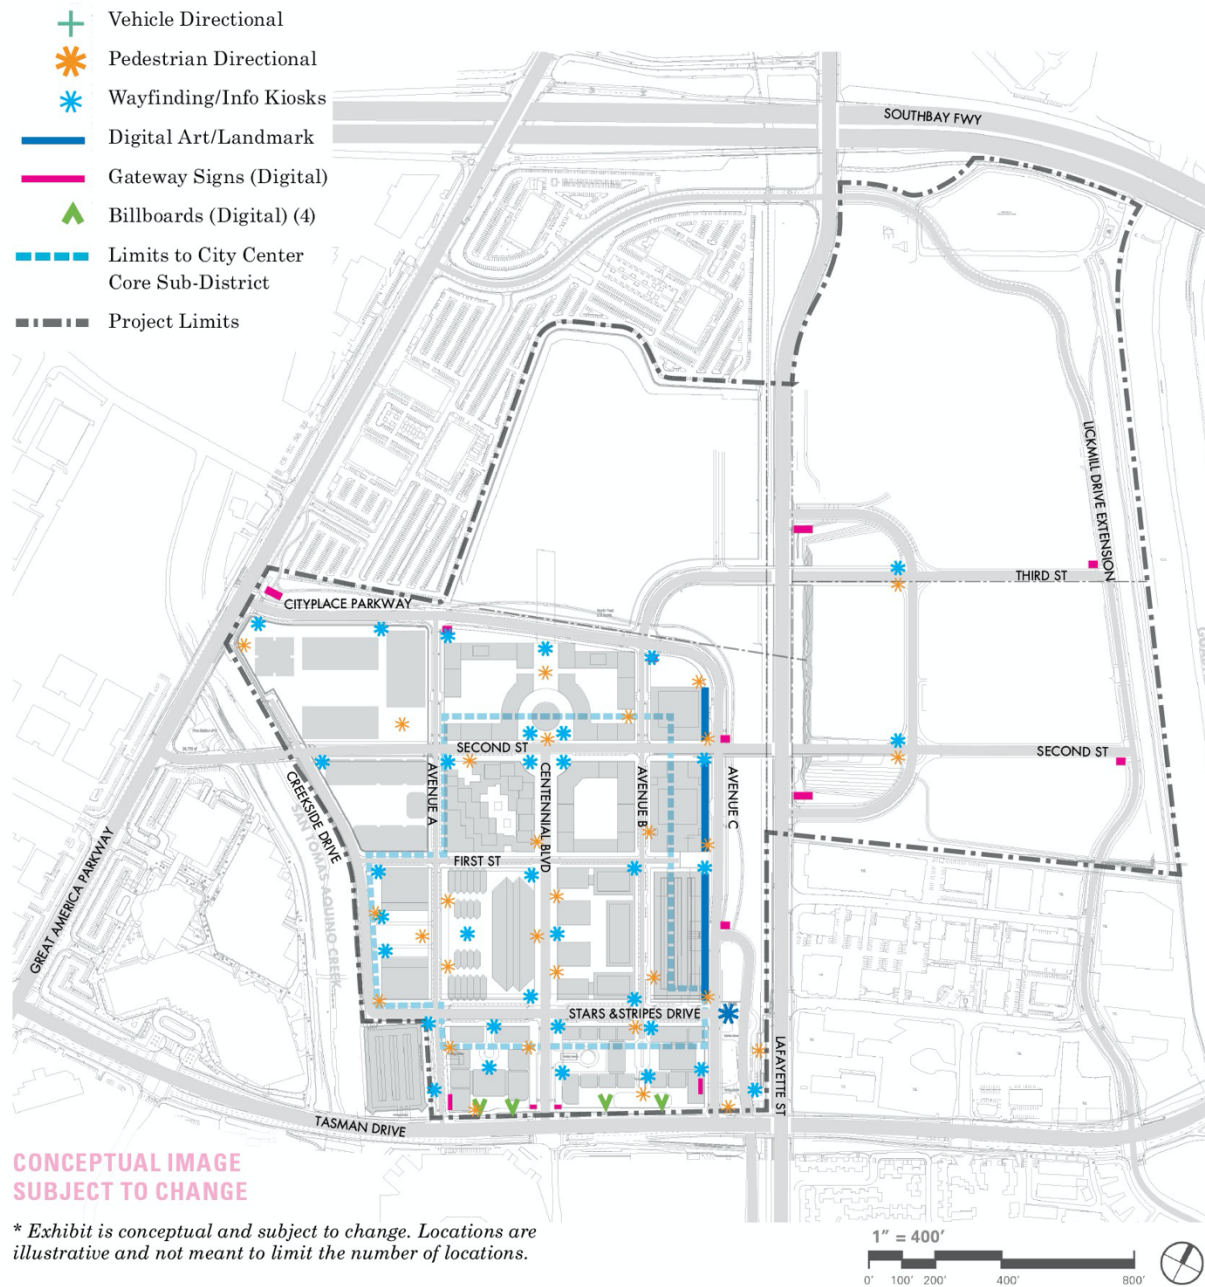 Vehicle Directional
Pedestrian Directional
Wayfinding/Info Kiosks
Digital Art/Landmark
Gateway Signs (Digital)
Billboards (Digital) (4)
Limits to City Center
Core Sub-District
Project Limits
SOUTHBAY FWY
LICKMILL DRIVE EXTENSION
THIRD ST
CITYPLACE PARKWAY
SECOND ST
SECOND ST
AVENUE A
CENTENNIAL BLVD
AVENUE B
AVENUE C
CREEKSIDE DRIVE
SAN TOMAS AQUINO CREEK
FIRST ST
GREAT AMERICA PARKWAY
STARS & STRIPES DRIVE
LAFAYETTE ST
TASMAN DRIVE
CONCEPTUAL IMAGE
SUBJECT TO CHANGE
* Exhibit is conceptual and subject to change. Locations are
illustrative and not meant to limit the number of locations.
1" = 400'
0' 100' 200' 400' 800'